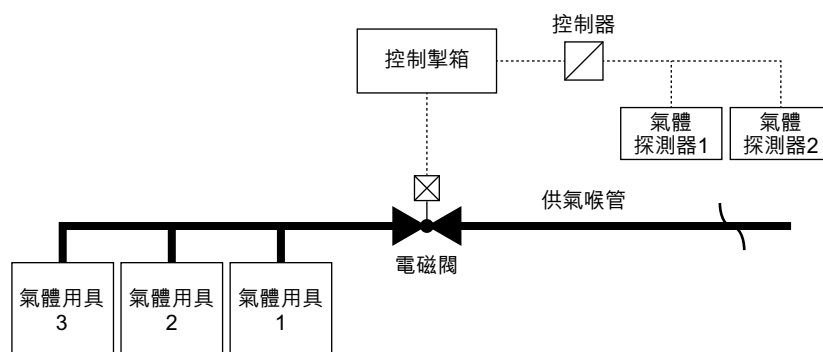 控制器
控制掣箱
氣體
探測器1
氣體
探測器2
供氣喉管
電磁閥
氣體用具
3
氣體用具
2
氣體用具
1